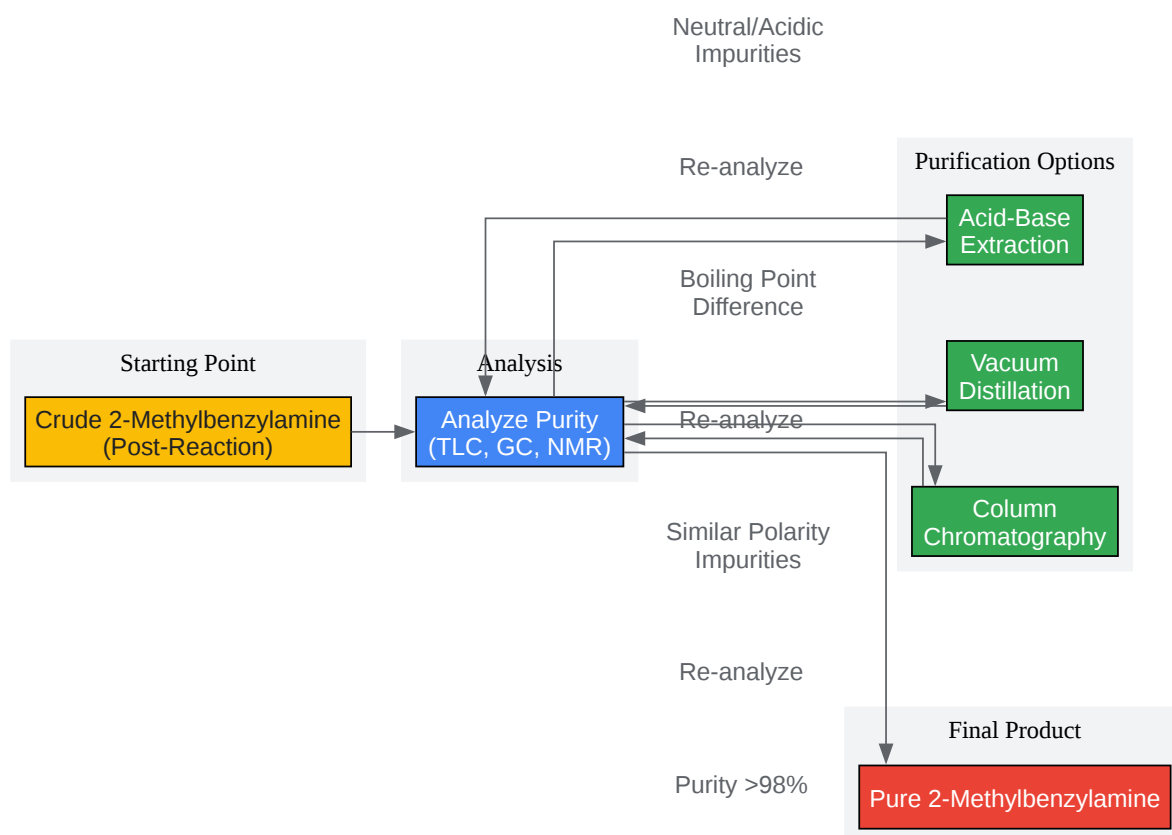 Neutral/Acidic
Impurities
Re-analyze
Purification Options
Acid-Base
Extraction
Boiling Point
Difference
Starting Point
Analysis
Vacuum
Distillation
Crude 2-Methylbenzylamine
(Post-Reaction)
Analyze Purity
(TLC, GC, NMR)
Re-analyze
Column
Chromatography
Similar Polarity
Impurities
Re-analyze
Final Product
Purity >98%
Pure 2-Methylbenzylamine